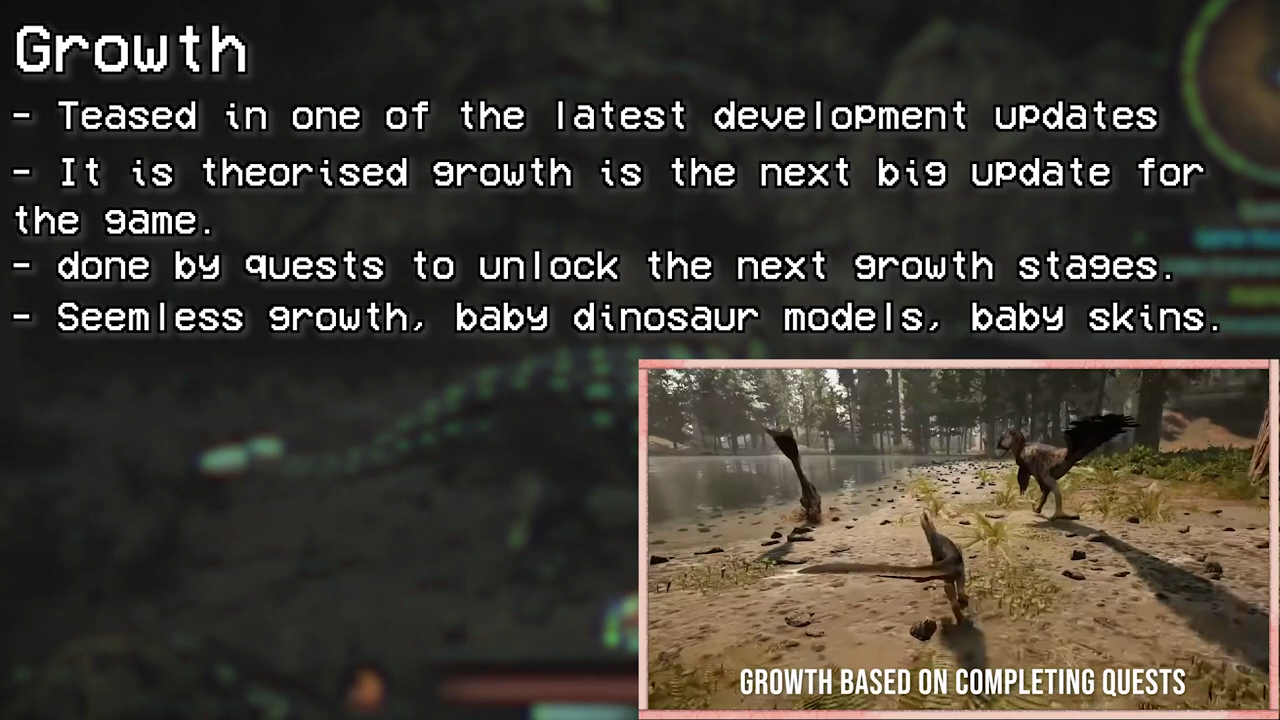 Growth
- Teased in one of the latest development updates
- It is theorised growth is the next big update for
the game.
- done by quests to unlock the next growth stages.
- Seemless growth, baby dinosaur models, baby skins.
GROWTH BASED ON COMPLETING QUESTS